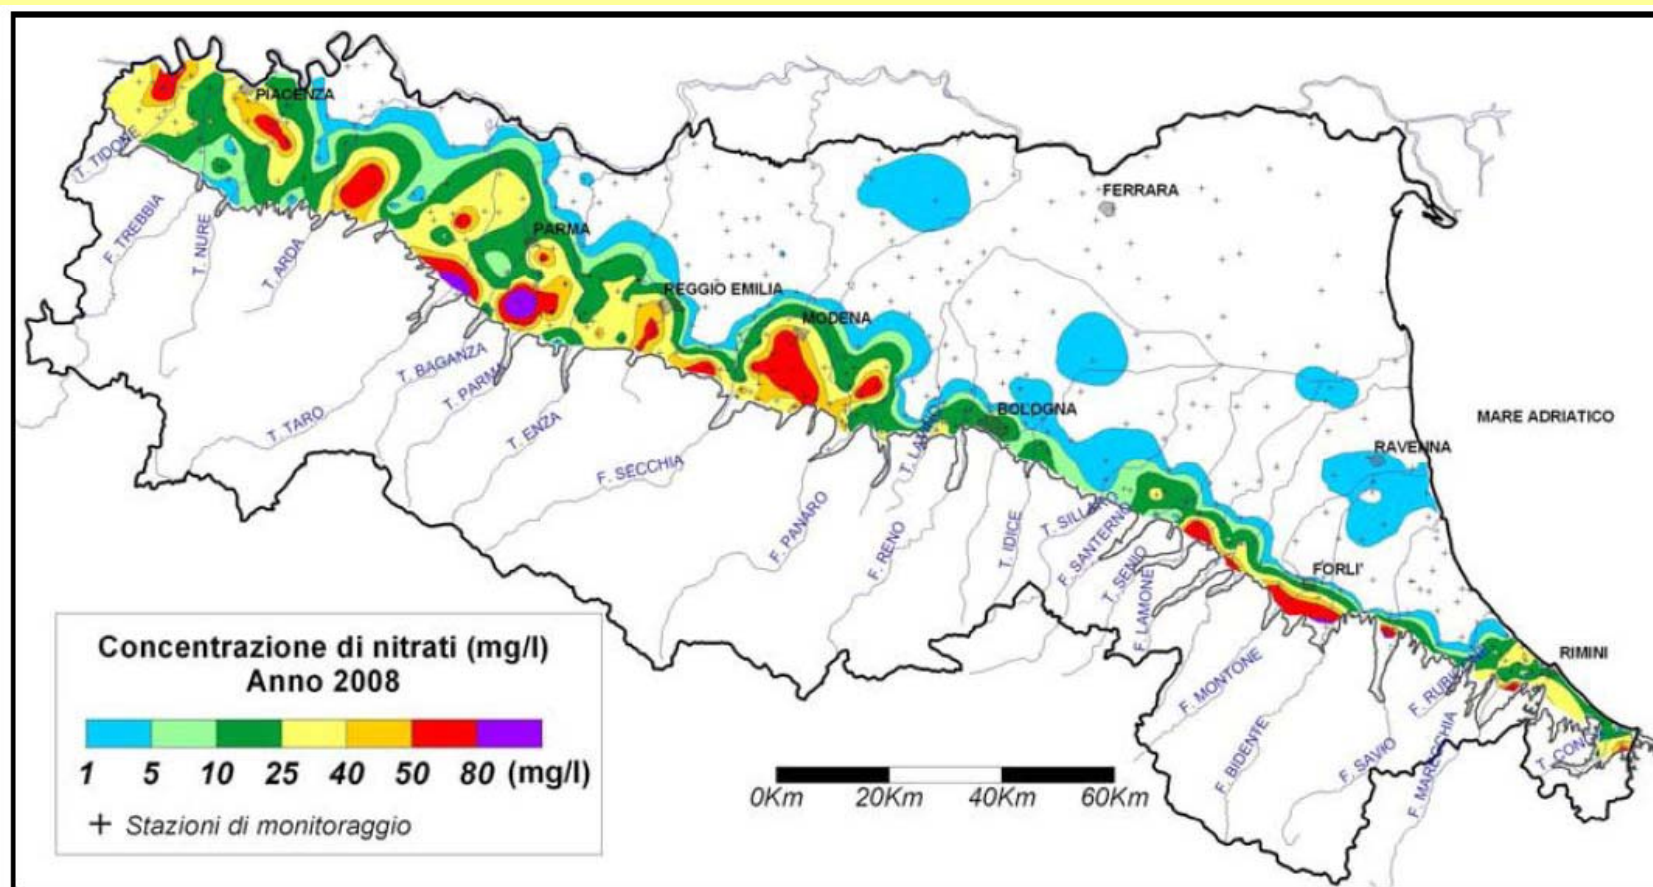 PIACENZA
T. TIDONE
F. TREBBIA
T. NURE
T. ARDA
PARMA
FERRARA
REGGIO EMILIA
MODENA
T. BAGANZA
T. PARMA
T. TARO
T. ENZA
F. SECCHIA
BOLOGNA
MARE ADRIATICO
RAVENNA
F. PANARO
F. RENO
T. IDICE
T. SILLARO
F. SANTERNO
T. SENIO
F. LAMONE
FORLI'
RIMINI
F. MONTONE
F. BIDENTE
F. SAVIO
F. MARECCHIA
Concentrazione di nitrati (mg/l)
Anno 2008
1 5 10 25 40 50 80 (mg/l)
+ Stazioni di monitoraggio
0Km 20Km 40Km 60Km